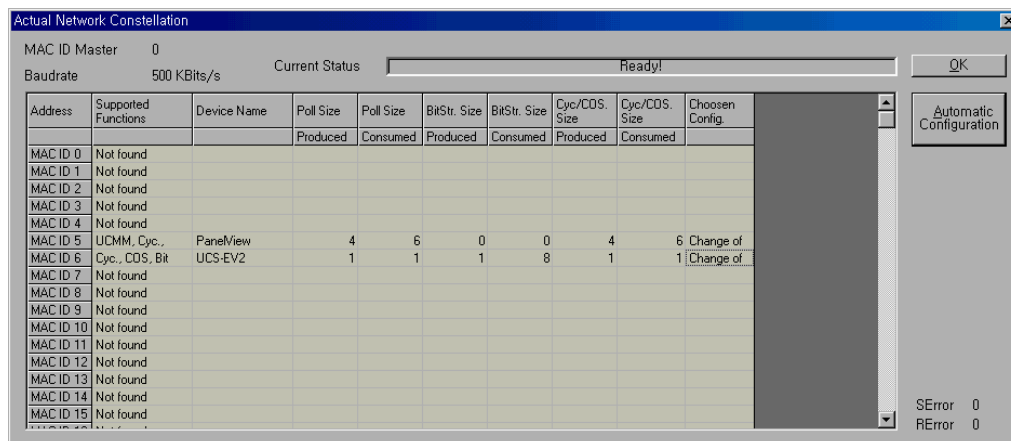 Actual Network Constellation
MAC ID Master 0
Baudrate 500 KBits/s
Current Status Ready!
OK
Automatic Configuration
Address Supported Functions Device Name Poll Size Poll Size BitStr. Size BitStr. Size Cyc/COS. Size Cyc/COS. Size Choosen Config.
Produced Consumed Produced Consumed Produced Consumed
MAC ID 0 Not found
MAC ID 1 Not found
MAC ID 2 Not found
MAC ID 3 Not found
MAC ID 4 Not found
MAC ID 5 UCMM, Cyc., PanelView 4 6 0 0 4 6 Change of
MAC ID 6 Cyc., COS, Bit UCS-EV2 1 1 1 8 1 1 Change of
MAC ID 7 Not found
MAC ID 8 Not found
MAC ID 9 Not found
MAC ID 10 Not found
MAC ID 11 Not found
MAC ID 12 Not found
MAC ID 13 Not found
MAC ID 14 Not found
MAC ID 15 Not found
SError 0
RError 0